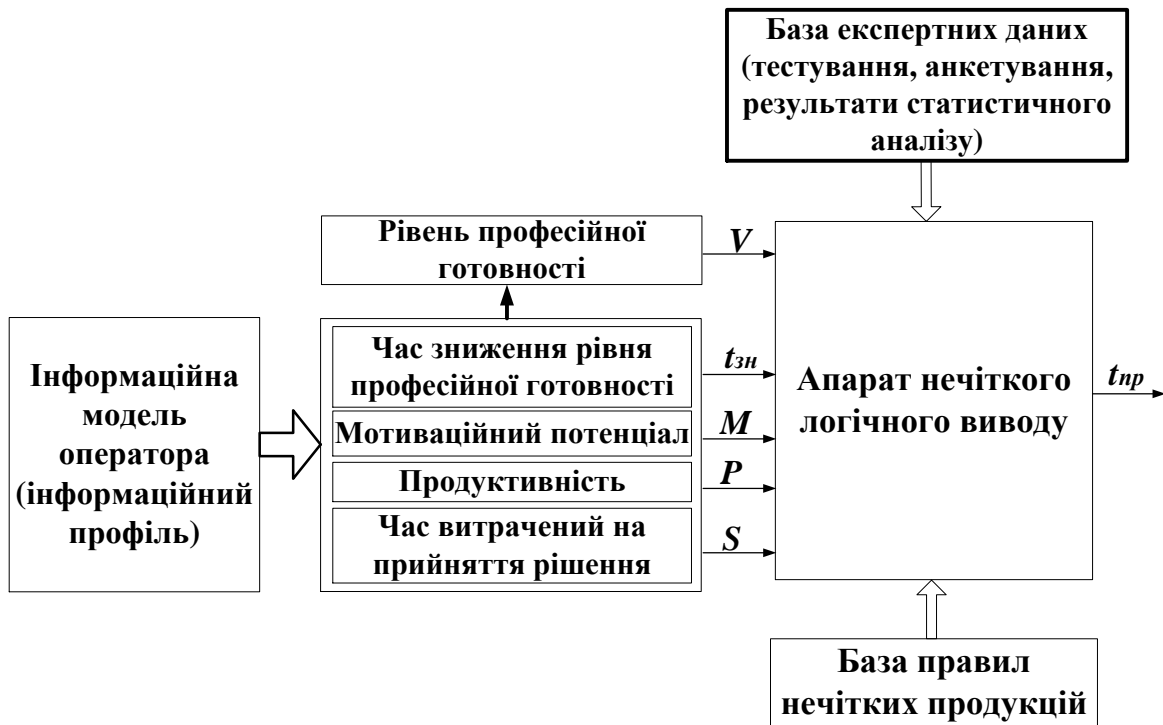 База експертних даних
(тестування, анкетування,
результати статистичного
аналізу)
Рівень професійної
готовності
V
Інформаційна
модель
оператора
(інформаційний
профіль)
Час зниження рівня
професійної готовності
tзн
Мотиваційний потенціал
M
Продуктивність
P
Час витрачений на
прийняття рішення
S
Апарат нечіткого
логічного виводу
tпр
База правил
нечітких продукцій